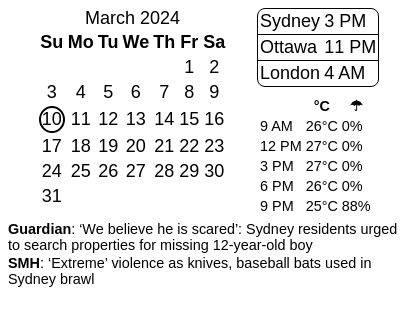 March 2024
Su Mo Tu We Th Fr Sa
1 2
3 4 5 6 7 8 9
10 11 12 13 14 15 16
17 18 19 20 21 22 23
24 25 26 27 28 29 30
31
Sydney 3 PM
Ottawa 11 PM
London 4 AM
°C ☂
9 AM 26°C 0%
12 PM 27°C 0%
3 PM 27°C 0%
6 PM 26°C 0%
9 PM 25°C 88%
Guardian: ‘We believe he is scared’: Sydney residents urged
to search properties for missing 12-year-old boy
SMH: ‘Extreme’ violence as knives, baseball bats used in
Sydney brawl